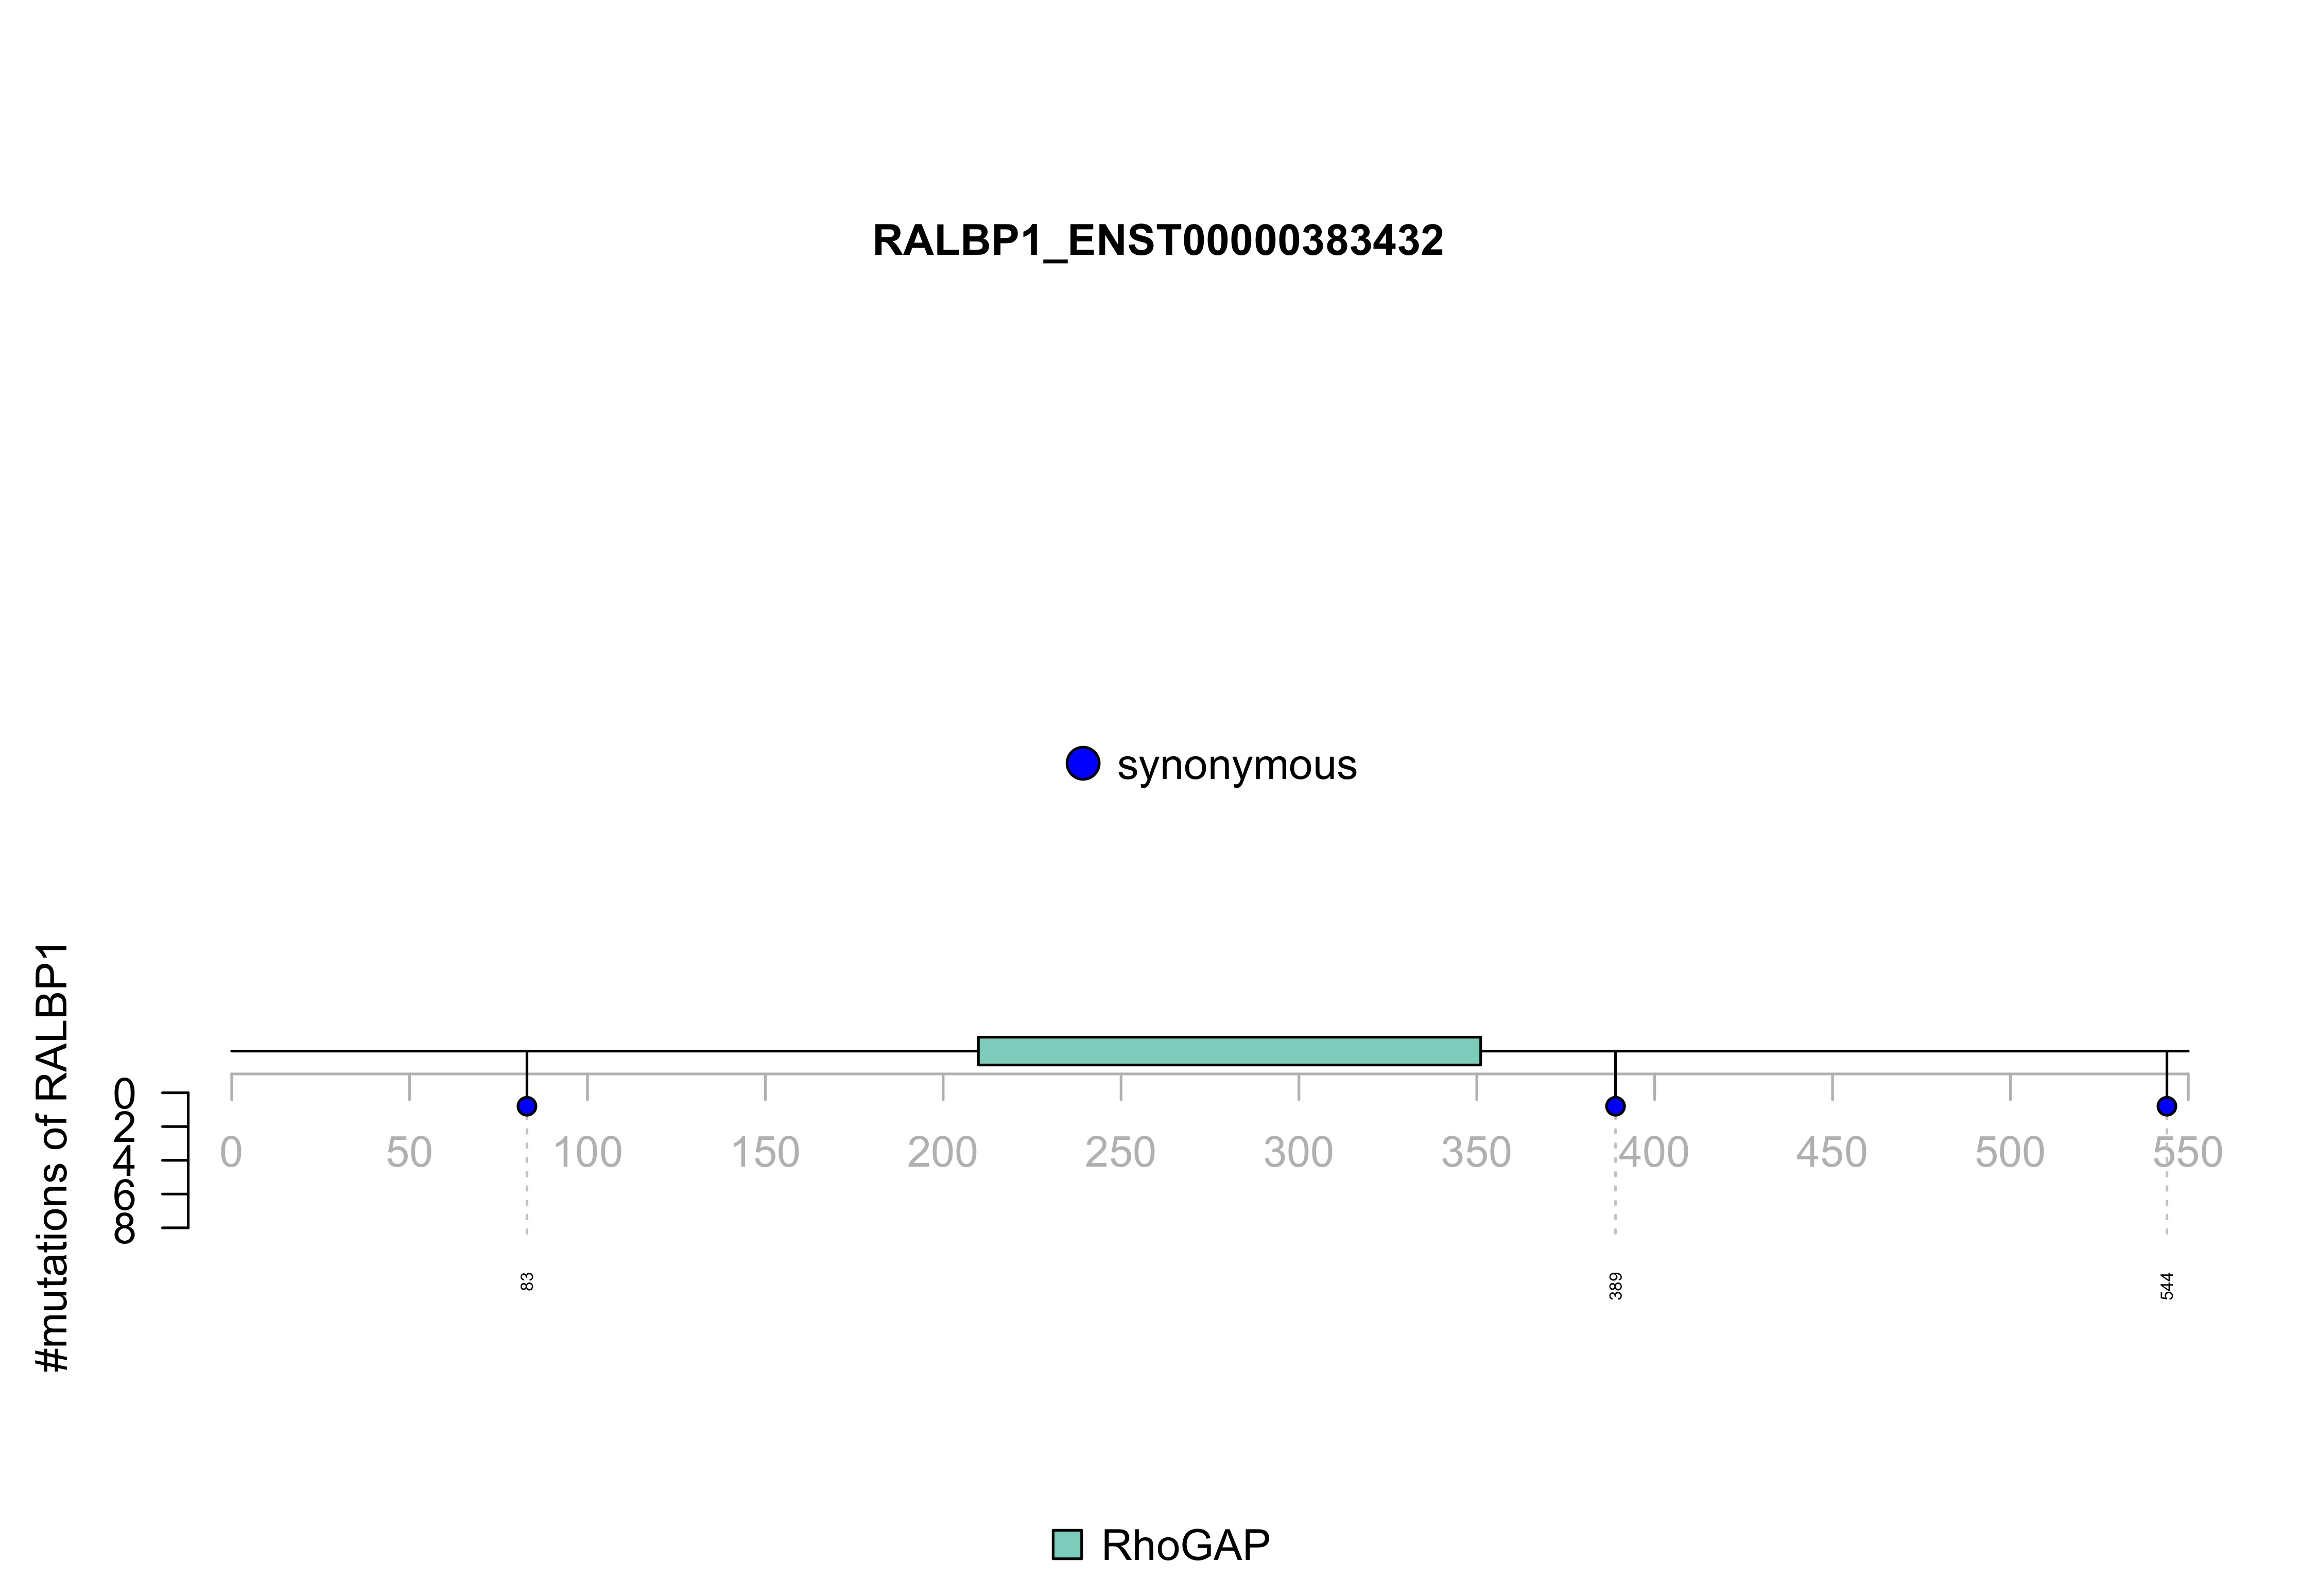 RALBP1_ENST00000383432
synonymous
#mutations of RALBP1
0
2
4
6
8
0 50 100 150 200 250 300 350 400 450 500 550
83 389 544
RhoGAP